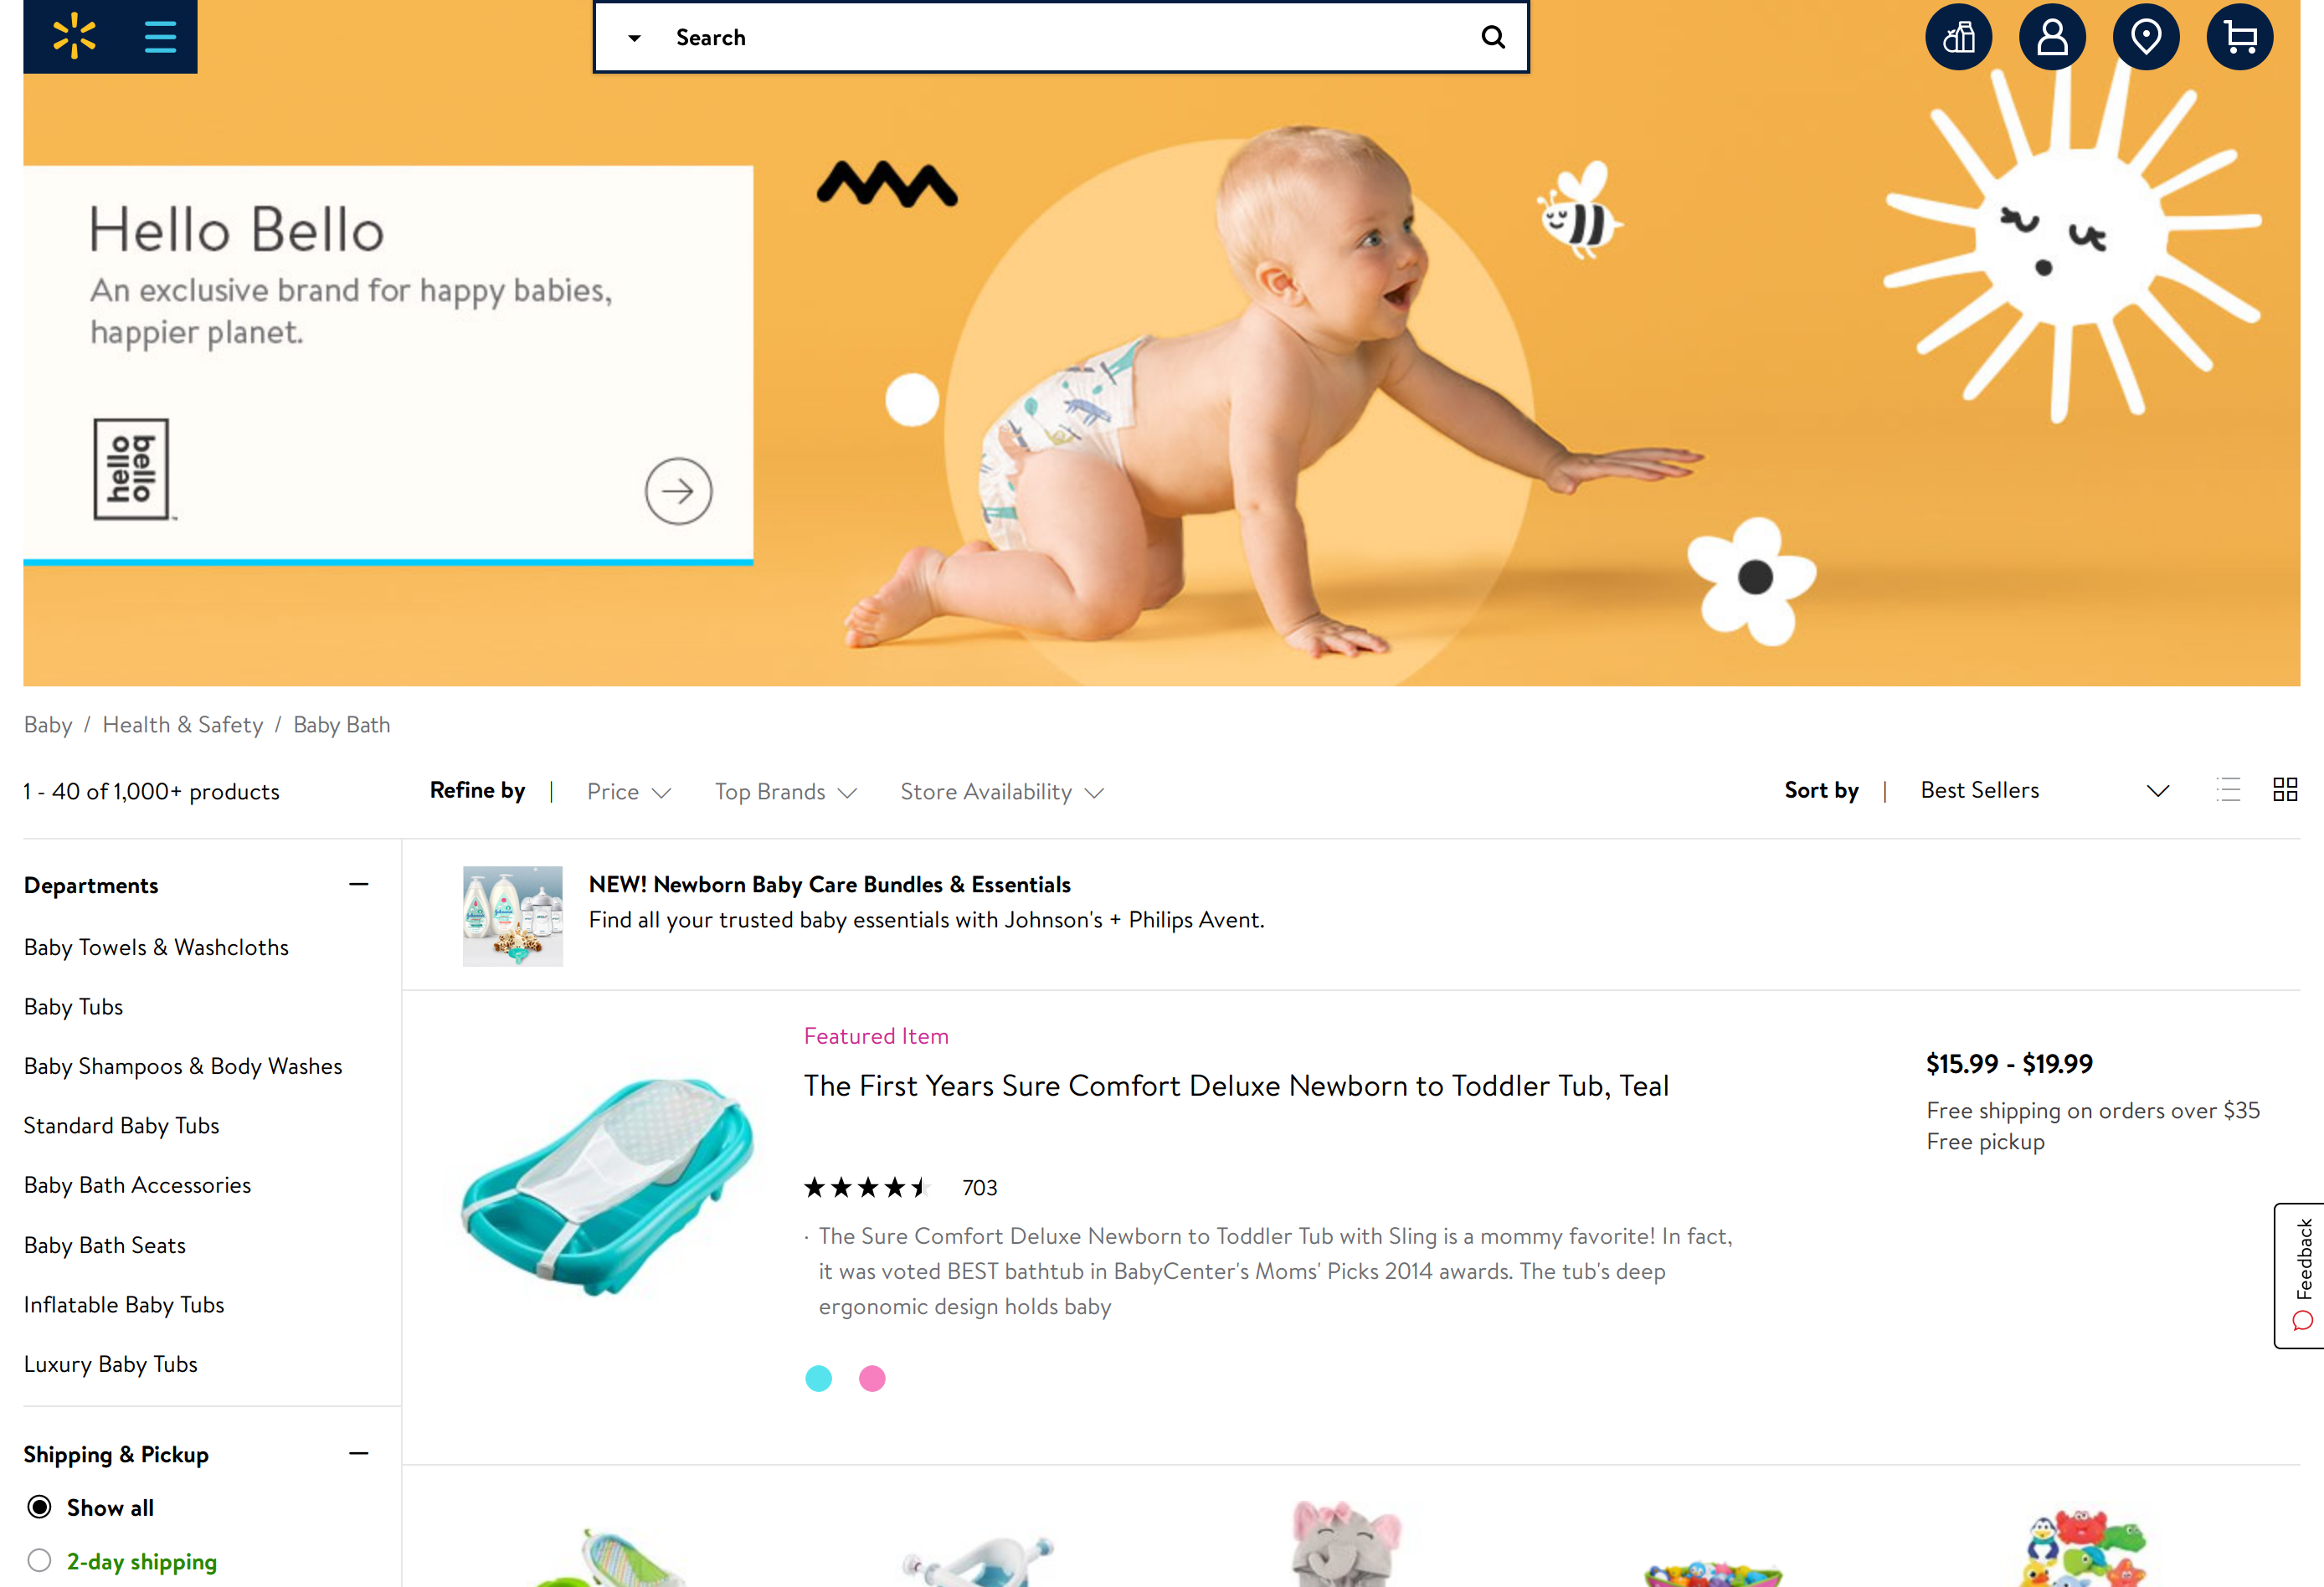 Search
Hello Bello
An exclusive brand for happy babies,
happier planet.
hello
bello
Baby / Health & Safety / Baby Bath
1 - 40 of 1,000+ products
Refine by | Price Top Brands Store Availability
Sort by | Best Sellers
Departments
Baby Towels & Washcloths
Baby Tubs
Baby Shampoos & Body Washes
Standard Baby Tubs
Baby Bath Accessories
Baby Bath Seats
Inflatable Baby Tubs
Luxury Baby Tubs
Shipping & Pickup
Show all
2-day shipping
NEW! Newborn Baby Care Bundles & Essentials
Find all your trusted baby essentials with Johnson's + Philips Avent.
Featured Item
The First Years Sure Comfort Deluxe Newborn to Toddler Tub, Teal
703
· The Sure Comfort Deluxe Newborn to Toddler Tub with Sling is a mommy favorite! In fact,
it was voted BEST bathtub in BabyCenter's Moms' Picks 2014 awards. The tub's deep
ergonomic design holds baby
$15.99 - $19.99
Free shipping on orders over $35
Free pickup
Feedback